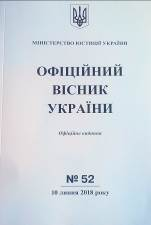 МІНІСТЕРСТВО ЮСТИЦІЇ УКРАЇНИ
ОФІЦІЙНИЙ
ВІСНИК
УКРАЇНИ
Офіційне видання
№ 52
10 липня 2018 року